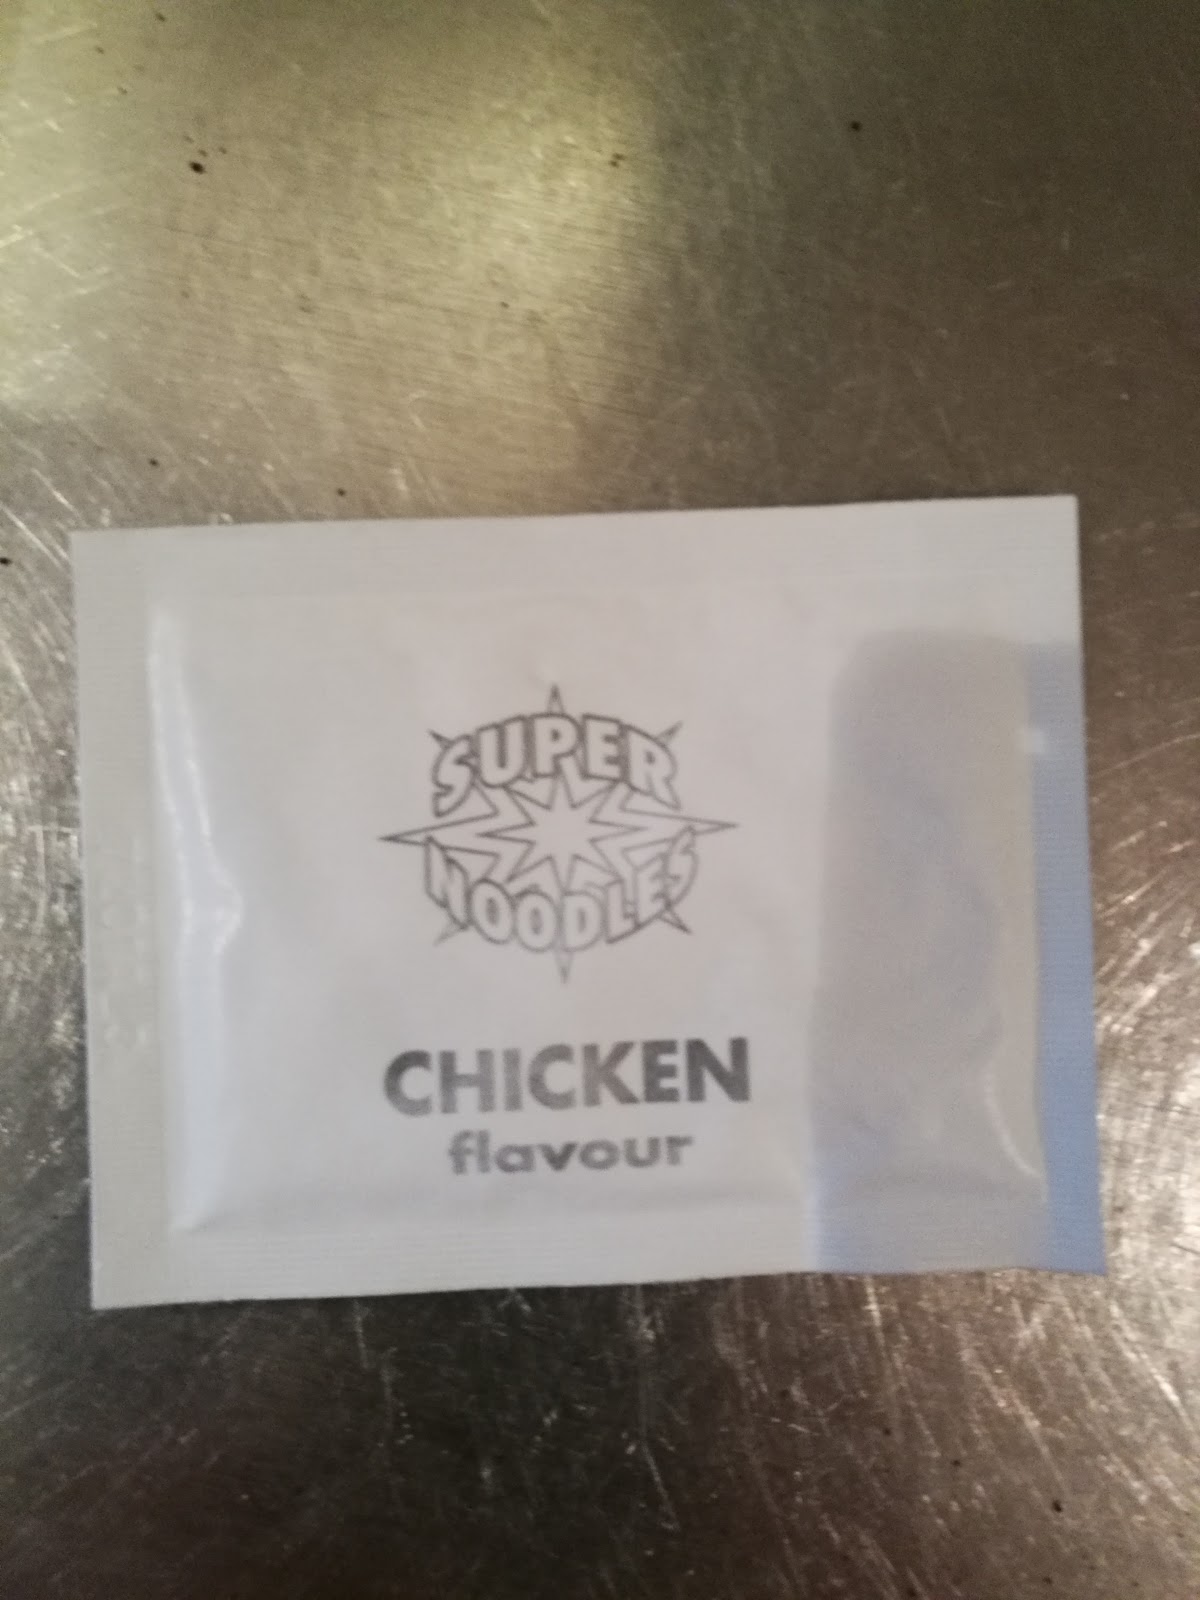 SUPER
NOODLES
CHICKEN
flavour